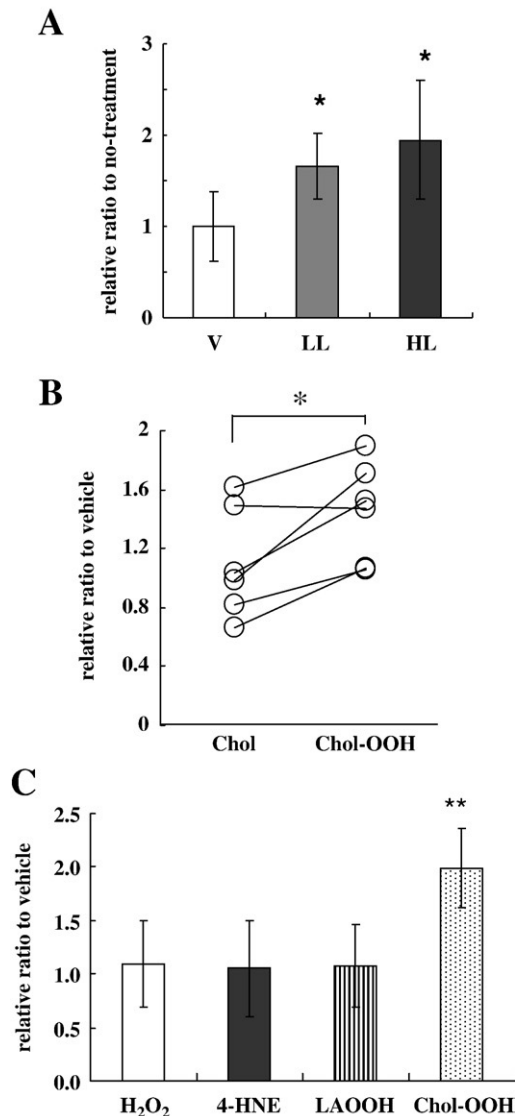 A
relative ratio to no-treatment
3
2
1
0
*
*
V LL HL
B
relative ratio to vehicle
2
1.6
1.2
0.8
0.4
0
*
Chol Chol-OOH
C
relative ratio to vehicle
2.5
2.0
1.5
1.0
0.5
0.0
**
H₂O₂ 4-HNE LAOOH Chol-OOH